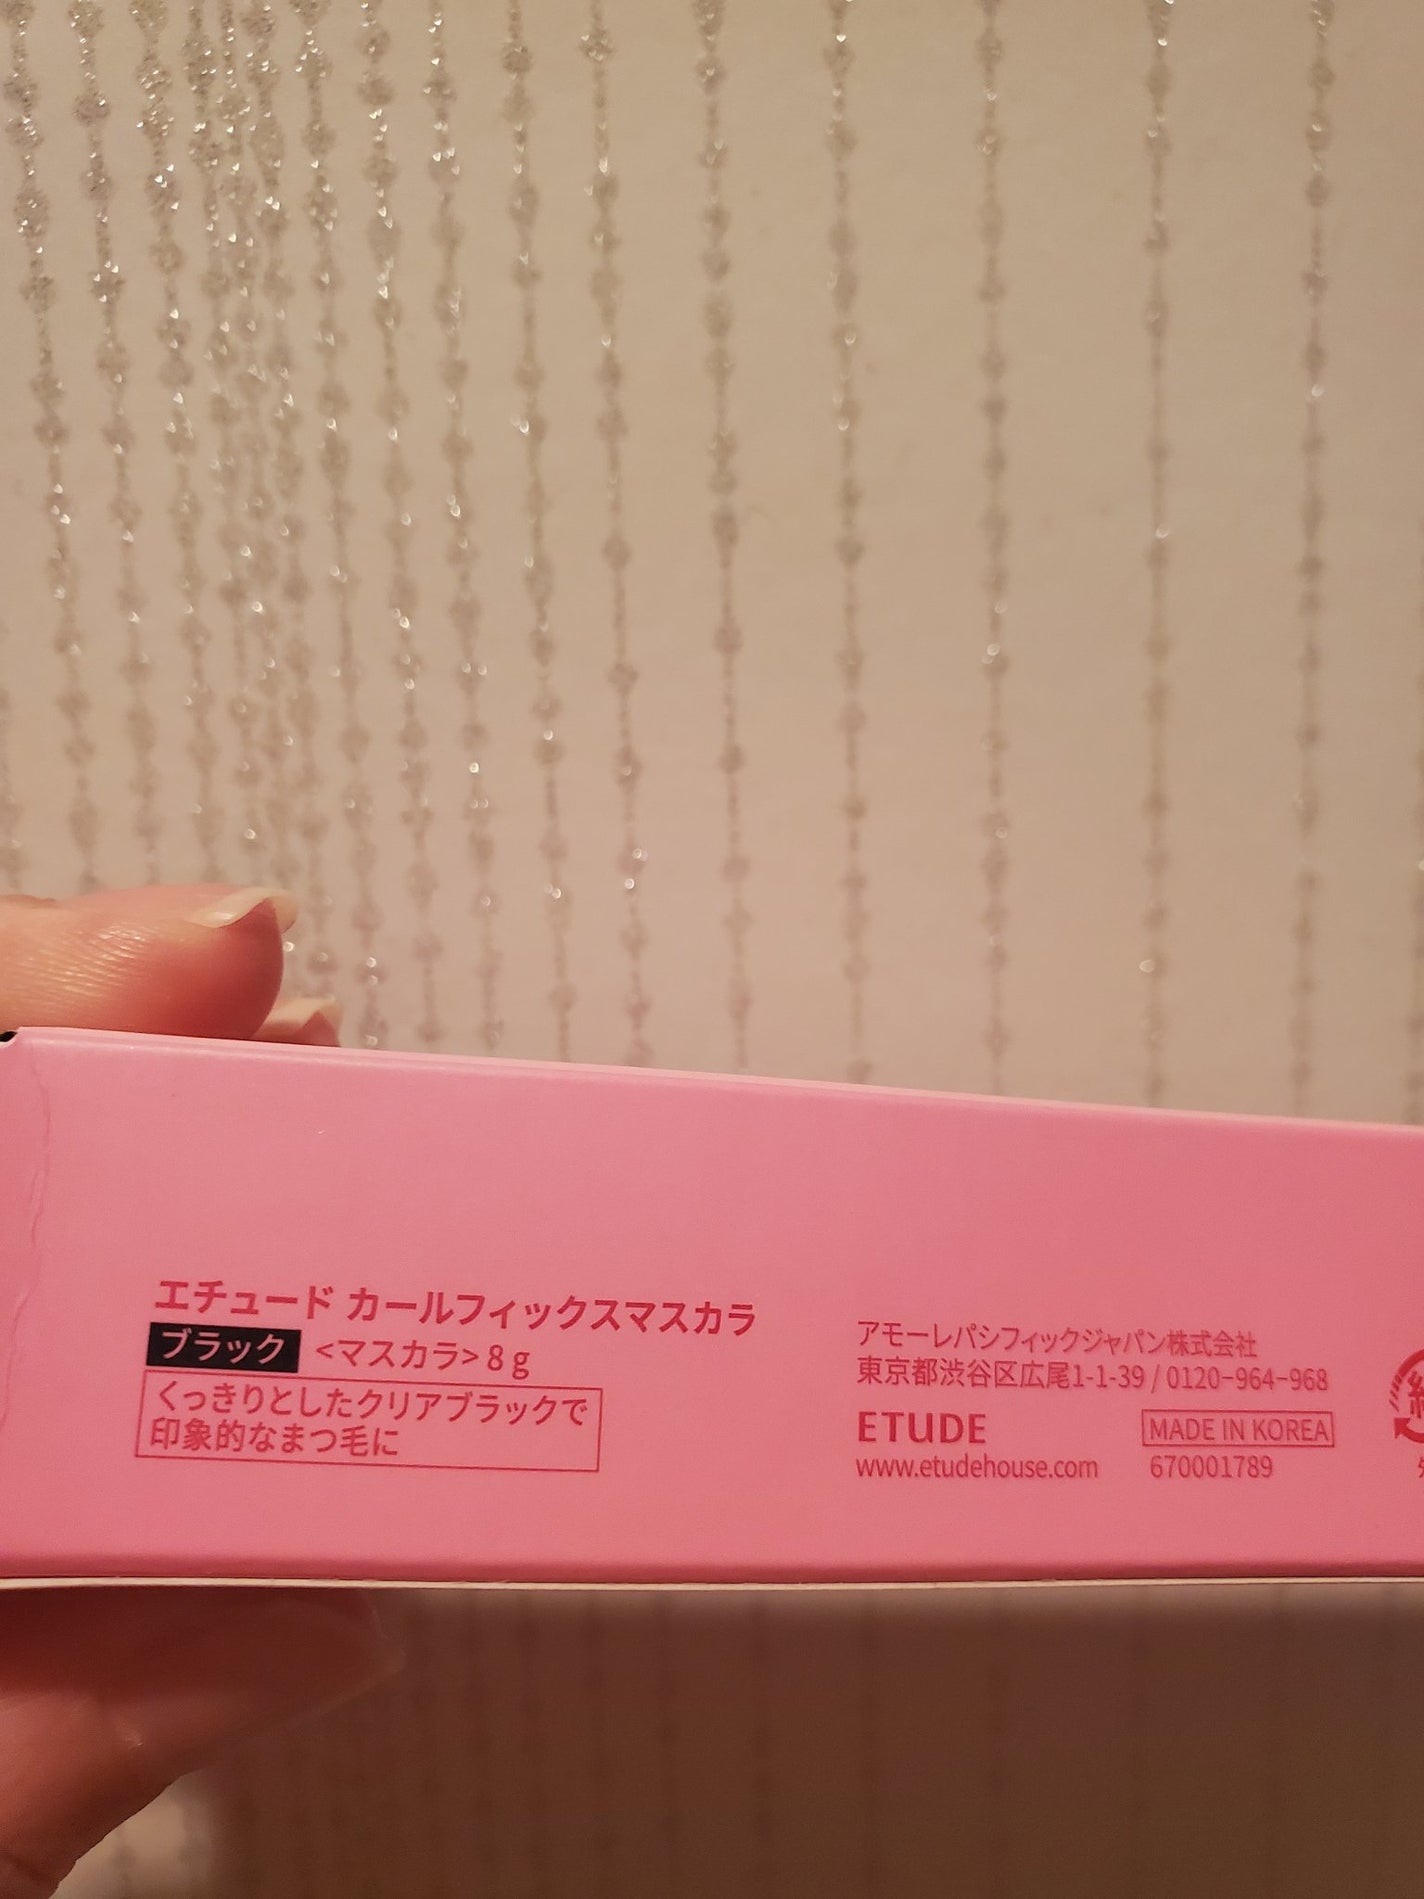 エチュード カールフィックスマスカラ
ブラック <マスカラ> 8 g
くっきりとしたクリアブラックで
印象的なまつ毛に
アモーレパシフィックジャパン株式会社
東京都渋谷区広尾1-1-39 / 0120-964-968
ETUDE
MADE IN KOREA
www.etudehouse.com
670001789